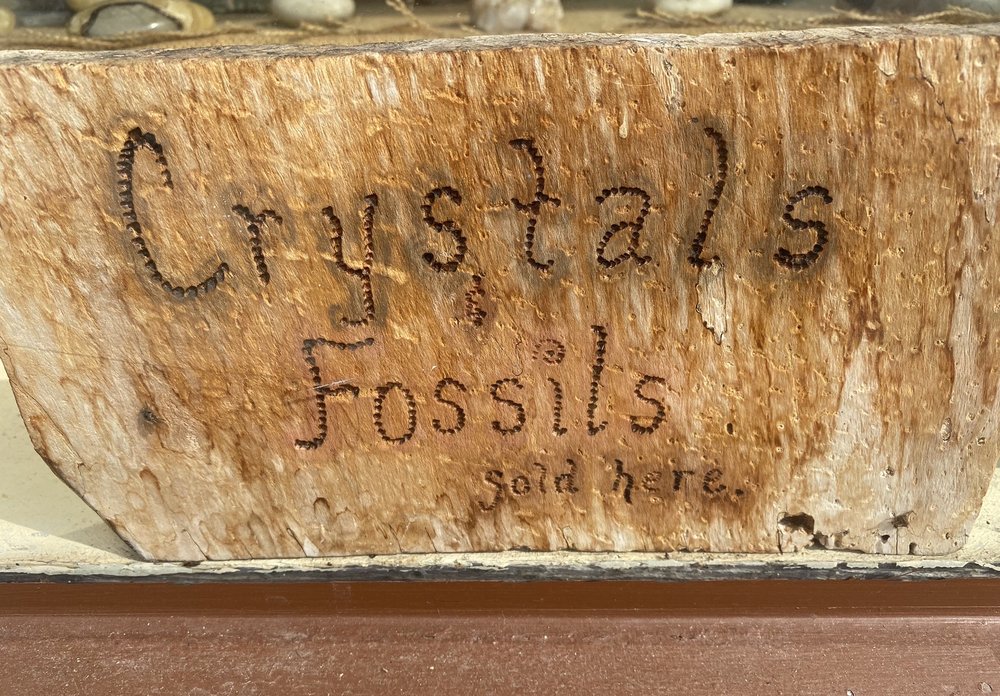 Crystals
&
Fossils
sold here.